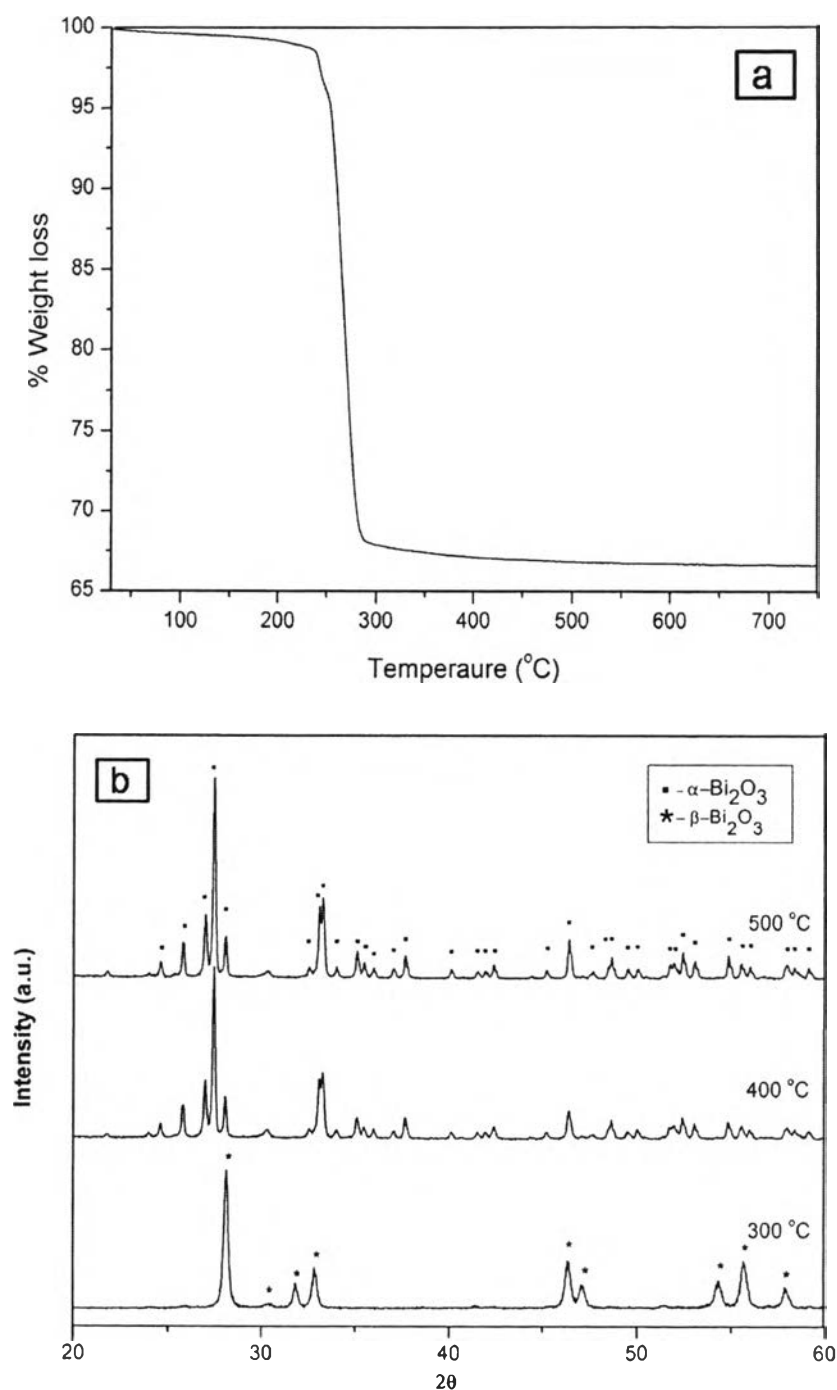 100
95
90
85
80
75
70
65
% Weight loss
a
100 200 300 400 500 600 700
Temperaure (°C)
b
▪ - α-Bi₂O₃
* - β-Bi₂O₃
500 °C
400 °C
300 °C
Intensity (a.u.)
20 30 40 50 60
2θ